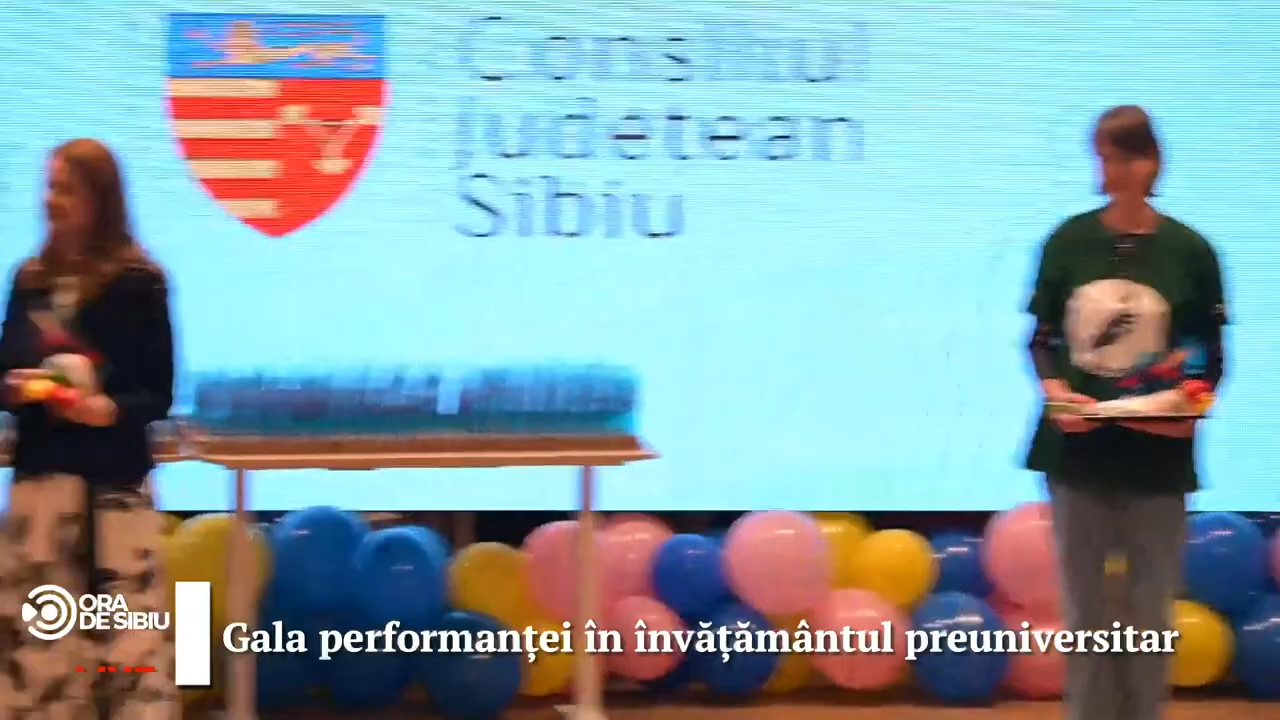 Consiliul
Județean
Sibiu
ORA
DE SIBIU
Gala performanței în învățământul preuniversitar